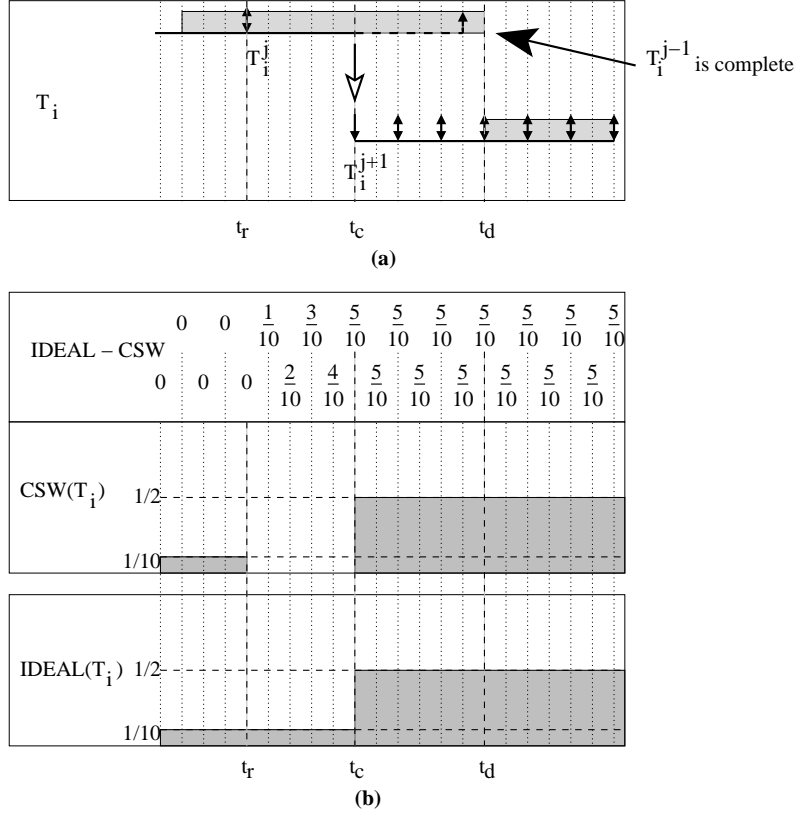 T_i^j
T_i^{j–1} is complete
T_i
T_i^{j+1}
t_r t_c t_d
(a)
0 0 1/10 3/10 5/10 5/10 5/10 5/10 5/10 5/10 5/10
IDEAL – CSW
0 0 0 2/10 4/10 5/10 5/10 5/10 5/10 5/10 5/10
CSW(T_i) 1/2
1/10
IDEAL(T_i) 1/2
1/10
t_r t_c t_d
(b)